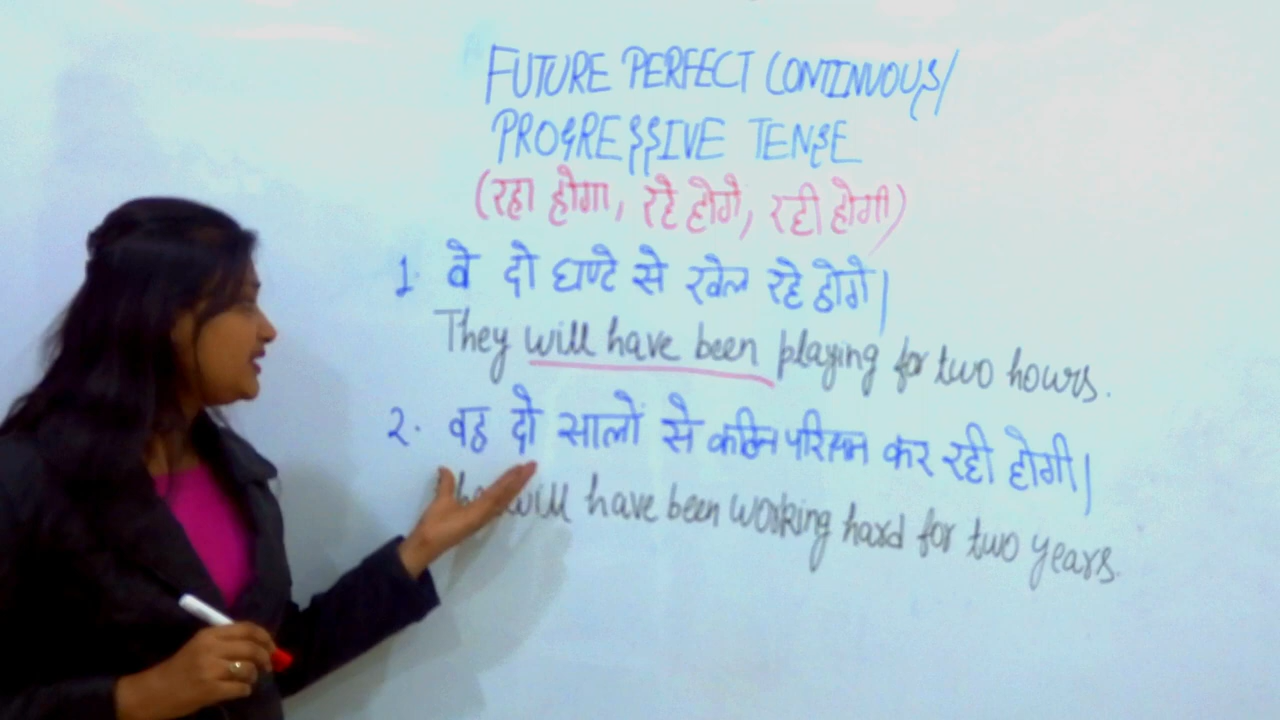 FUTURE PERFECT CONTINUOUS/
PROGRESSIVE TENSE
(रहा होगा, रहे होगे, रही होगी)
1. वे दो घण्टे से खेल रहे होगे|
They will have been playing for two hours.
2. वह दो सालों से कठिन परिश्रम कर रही होगी|
will have been working hard for two years.